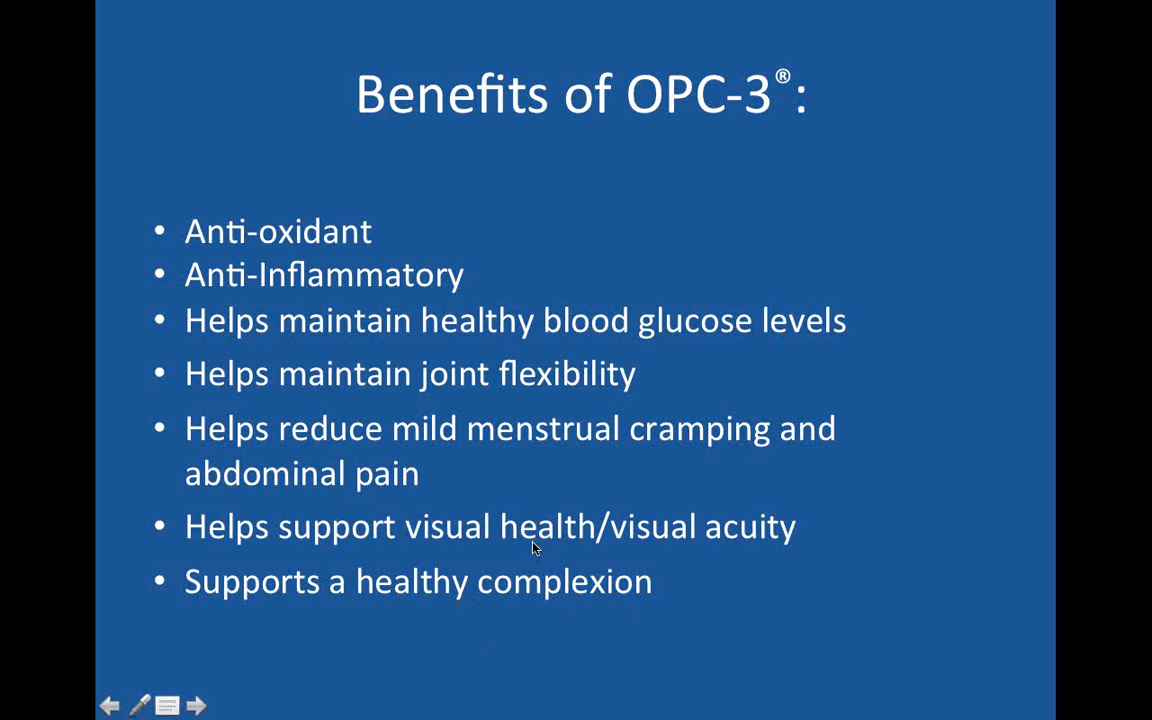 Benefits of OPC-3®:
• Anti-oxidant
• Anti-Inflammatory
• Helps maintain healthy blood glucose levels
• Helps maintain joint flexibility
• Helps reduce mild menstrual cramping and
abdominal pain
• Helps support visual health/visual acuity
• Supports a healthy complexion